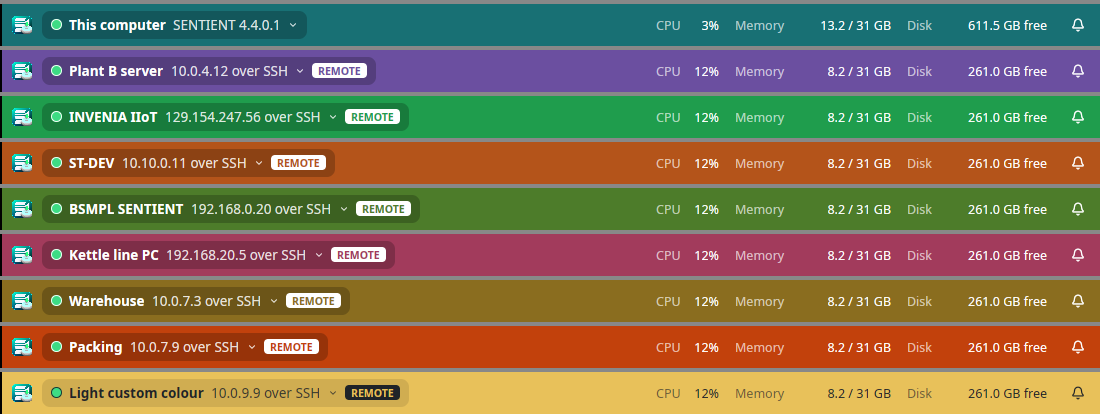 This computer SENTIENT 4.4.0.1 CPU 3% Memory 13.2 / 31 GB Disk 611.5 GB free
Plant B server 10.0.4.12 over SSH REMOTE CPU 12% Memory 8.2 / 31 GB Disk 261.0 GB free
INVENIA IIoT 129.154.247.56 over SSH REMOTE CPU 12% Memory 8.2 / 31 GB Disk 261.0 GB free
ST-DEV 10.10.0.11 over SSH REMOTE CPU 12% Memory 8.2 / 31 GB Disk 261.0 GB free
BSMPL SENTIENT 192.168.0.20 over SSH REMOTE CPU 12% Memory 8.2 / 31 GB Disk 261.0 GB free
Kettle line PC 192.168.20.5 over SSH REMOTE CPU 12% Memory 8.2 / 31 GB Disk 261.0 GB free
Warehouse 10.0.7.3 over SSH REMOTE CPU 12% Memory 8.2 / 31 GB Disk 261.0 GB free
Packing 10.0.7.9 over SSH REMOTE CPU 12% Memory 8.2 / 31 GB Disk 261.0 GB free
Light custom colour 10.0.9.9 over SSH REMOTE CPU 12% Memory 8.2 / 31 GB Disk 261.0 GB free